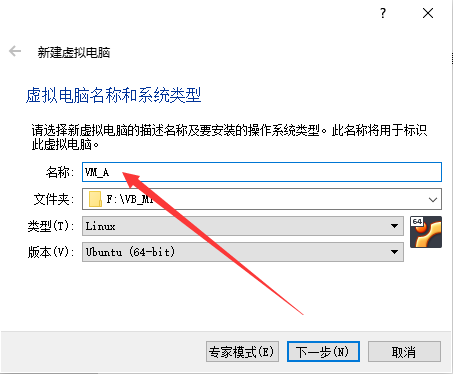 ?
新建虚拟电脑
虚拟电脑名称和系统类型
请选择新虚拟电脑的描述名称及要安装的操作系统类型。此名称将用于标识
此虚拟电脑。
名称: VM_A
文件夹: F:\VB_M
类型(T): Linux
64
版本(V): Ubuntu (64-bit)
专家模式(E) 下一步(N) 取消